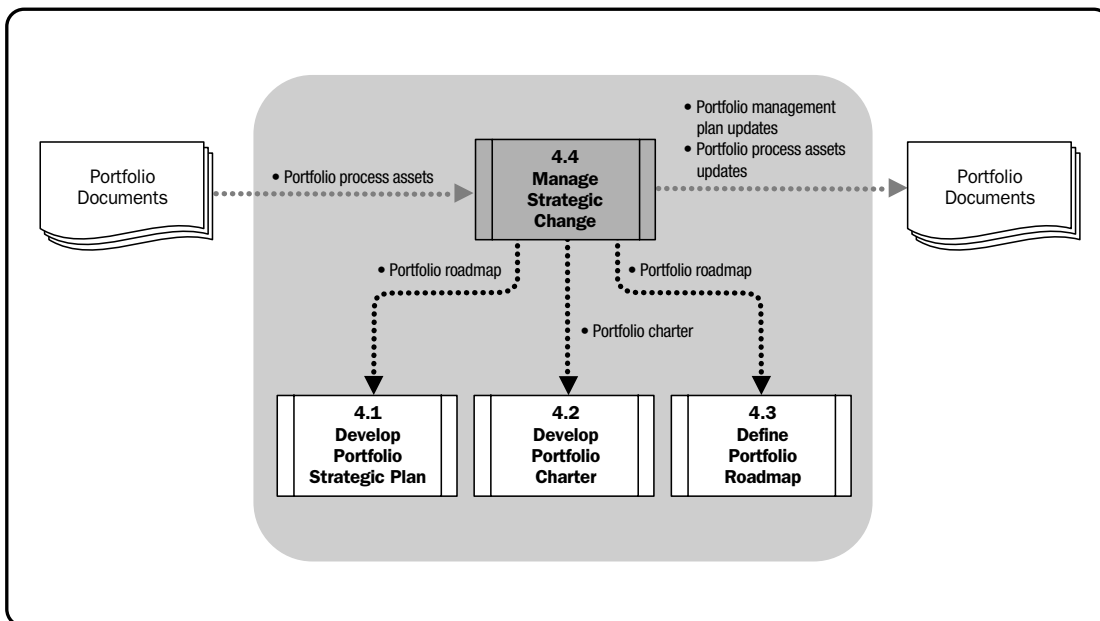 • Portfolio management
plan updates
• Portfolio process assets
updates
Portfolio
Documents
• Portfolio process assets
4.4
Manage
Strategic
Change
Portfolio
Documents
• Portfolio roadmap
• Portfolio roadmap
• Portfolio charter
4.1
Develop
Portfolio
Strategic Plan
4.2
Develop
Portfolio
Charter
4.3
Define
Portfolio
Roadmap